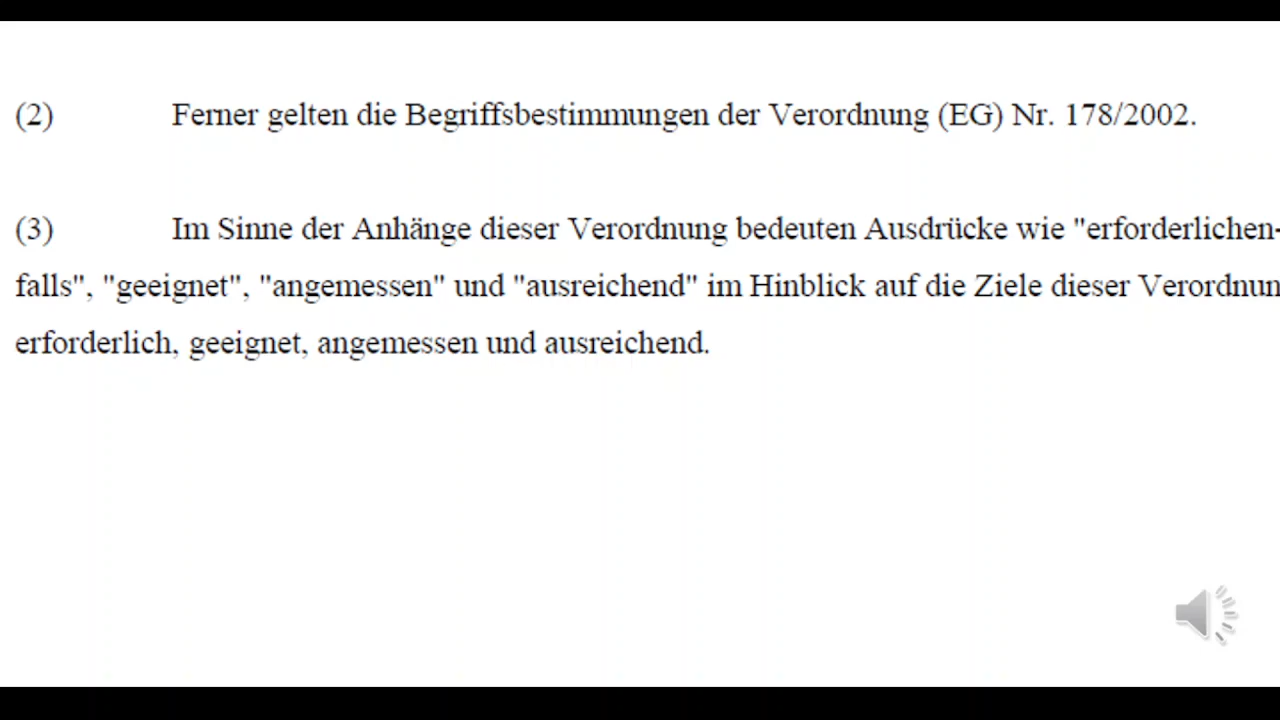 (2) Ferner gelten die Begriffsbestimmungen der Verordnung (EG) Nr. 178/2002.
(3) Im Sinne der Anhänge dieser Verordnung bedeuten Ausdrücke wie "erforderlichen-
falls", "geeignet", "angemessen" und "ausreichend" im Hinblick auf die Ziele dieser Verordnun
erforderlich, geeignet, angemessen und ausreichend.